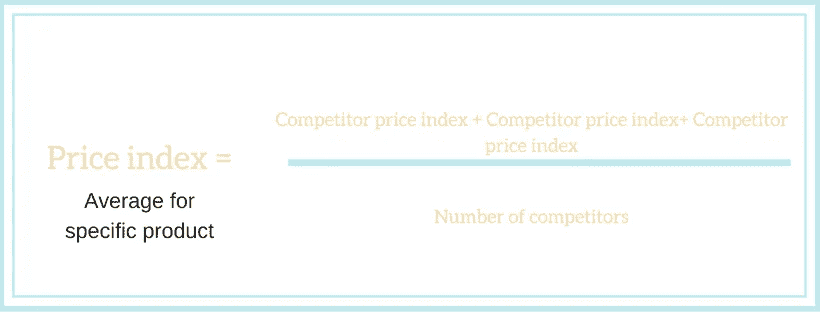 Competitor price index + Competitor price index+ Competitor
price index
Price index =
Average for
specific product
Number of competitors